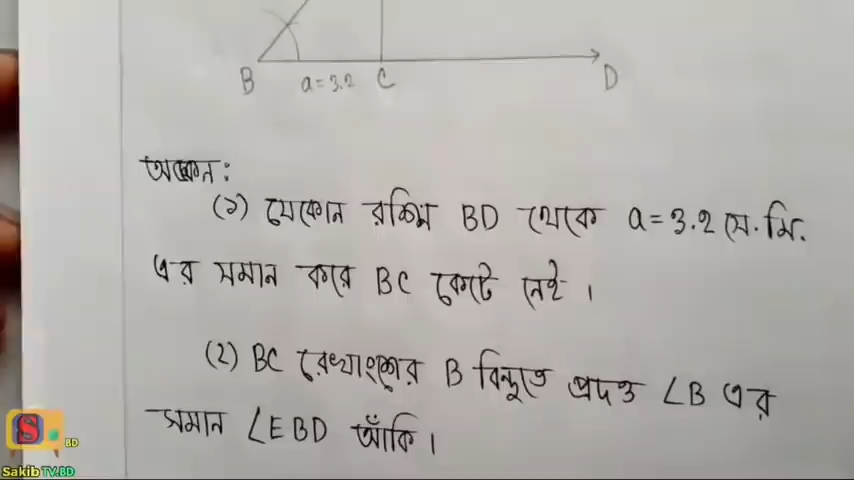 B a = 3.2 C D
অঙ্কন:
(১) যেকোন রশ্মি BD থেকে a = 3.2 সে. মি.
এর সমান করে BC কেটে নেই।
(২) BC রেখাংশের B বিন্দুতে প্রদত্ত ∠B এর
সমান ∠EBD আঁকি।
S BD
Sakib TV.BD